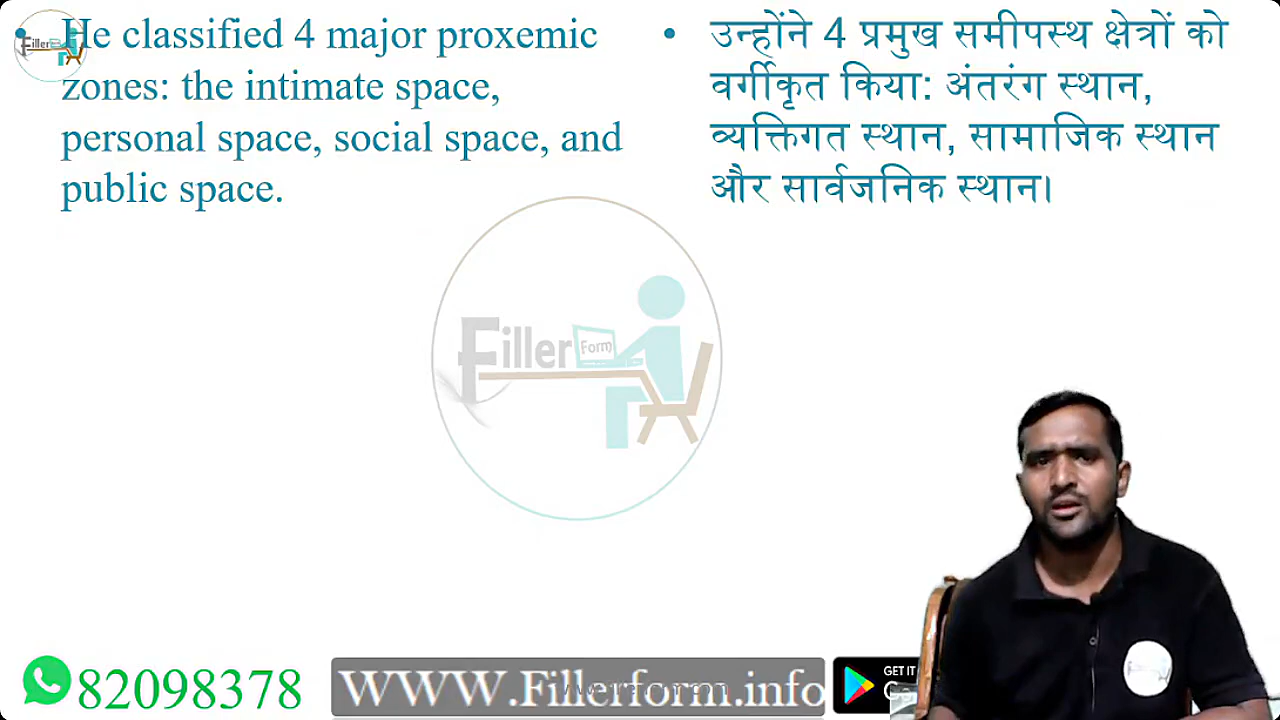 He classified 4 major proxemic
zones: the intimate space,
personal space, social space, and
public space.
उन्होंने 4 प्रमुख समीपस्थ क्षेत्रों को
वर्गीकृत किया: अंतरंग स्थान,
व्यक्तिगत स्थान, सामाजिक स्थान
और सार्वजनिक स्थान।
Filler Form
Filler
82098378
WWW.Fillerform.info
GET IT